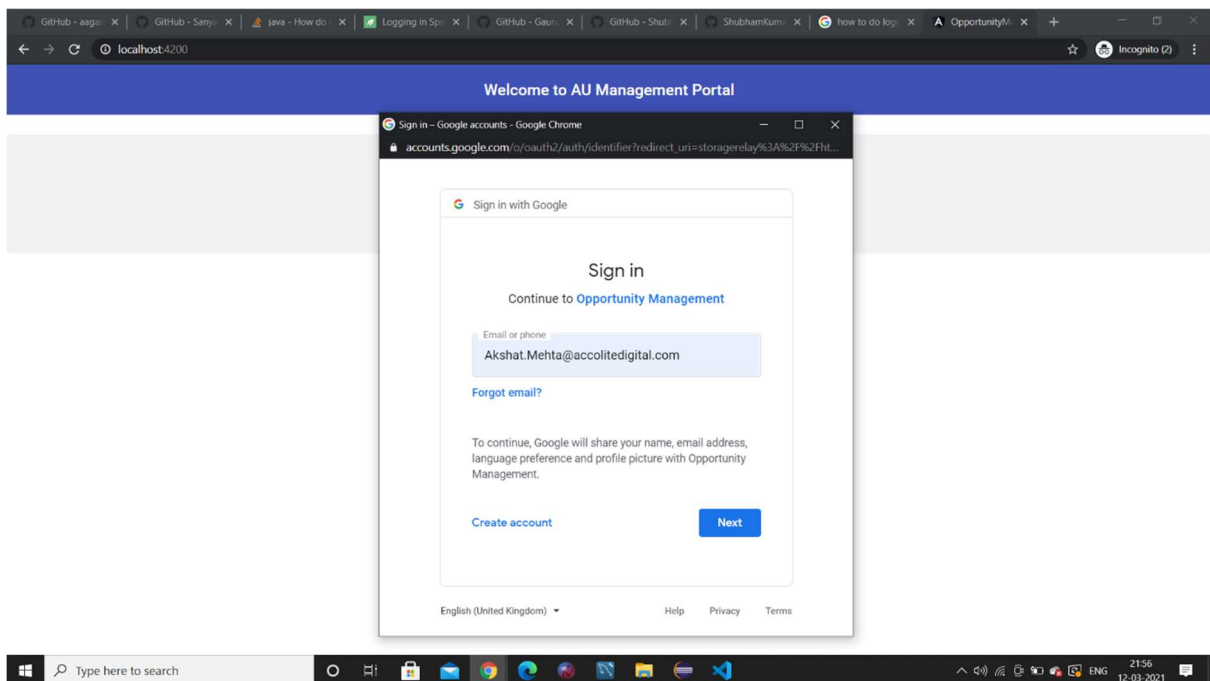 GitHub - aagar
GitHub - Sanya
java - How do
Logging in Spr
GitHub - Gaura
GitHub - Shubl
ShubhamKuma
how to do logg
OpportunityM
localhost:4200
Incognito (2)
Welcome to AU Management Portal
Sign in – Google accounts - Google Chrome
accounts.google.com/o/oauth2/auth/identifier?redirect_uri=storagerelay%3A%2F%2Fht...
Sign in with Google
Sign in
Continue to Opportunity Management
Email or phone
Akshat.Mehta@accolitedigital.com
Forgot email?
To continue, Google will share your name, email address,
language preference and profile picture with Opportunity
Management.
Create account
Next
English (United Kingdom)
Help Privacy Terms
Type here to search
ENG
21:56
12-03-2021